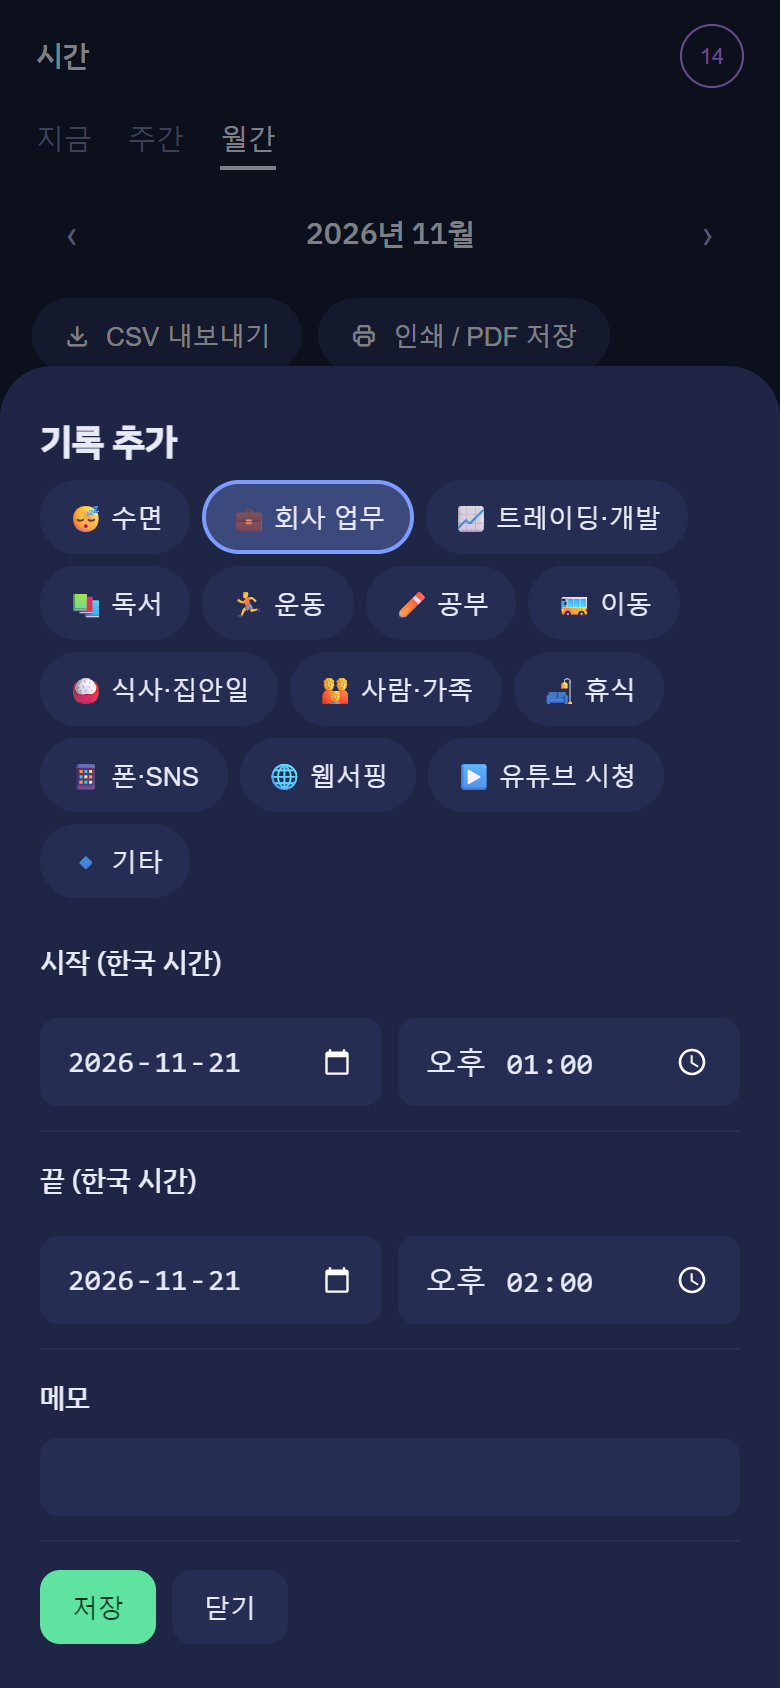 시간
14
지금 주간 월간
‹ 2026년 11월 ›
CSV 내보내기 인쇄 / PDF 저장
기록 추가
수면 회사 업무 트레이딩·개발
독서 운동 공부 이동
식사·집안일 사람·가족 휴식
폰·SNS 웹서핑 유튜브 시청
기타
시작 (한국 시간)
2026-11-21 오후 01:00
끝 (한국 시간)
2026-11-21 오후 02:00
메모
저장 닫기